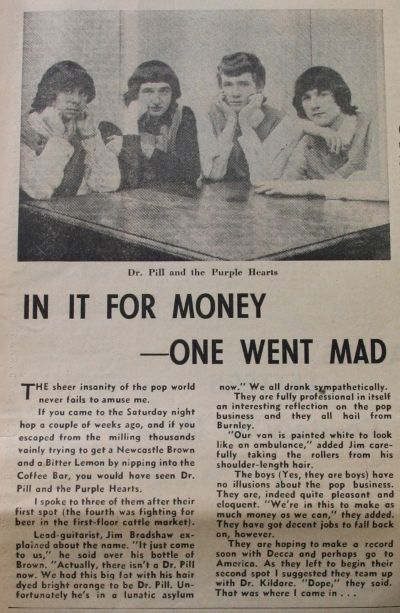 Dr. Pill and the Purple Hearts
IN IT FOR MONEY
—ONE WENT MAD
THE sheer insanity of the pop world
never fails to amuse me.
If you came to the Saturday night
hop a couple of weeks ago, and if you
escaped from the milling thousands
vainly trying to get a Newcastle Brown
and a Bitter Lemon by nipping into the
Coffee Bar, you would have seen Dr.
Pill and the Purple Hearts.
I spoke to three of them after their
first spot (the fourth was fighting for
beer in the first-floor cattle market).
Lead-guitarist, Jim Bradshaw ex-
plained about the name. "It just came
to us," he said over his bottle of
Brown. "Actually, there isn't a Dr. Pill
now. We had this big fat with his hair
dyed bright orange to be Dr. Pill. Un-
fortunately he's in a lunatic asylum
now." We all drank sympathetically.
They are fully professional in itself
an interesting reflection on the pop
business and they all hail from
Burnley.
"Our van is painted white to look
like an ambulance," added Jim care-
fully taking the rollers from his
shoulder-length hair.
The boys (Yes, they are boys) have
no illusions about the pop business.
They are, indeed quite pleasant and
eloquent. "We're in this to make as
much money as we can," they added.
They have got decent jobs to fall back
on, however.
They are hoping to make a record
soon with Decca and perhaps go to
America. As they left to begin their
second spot I suggested they team up
with Dr. Kildare. "Dope," they said.
That was where I came in . . .